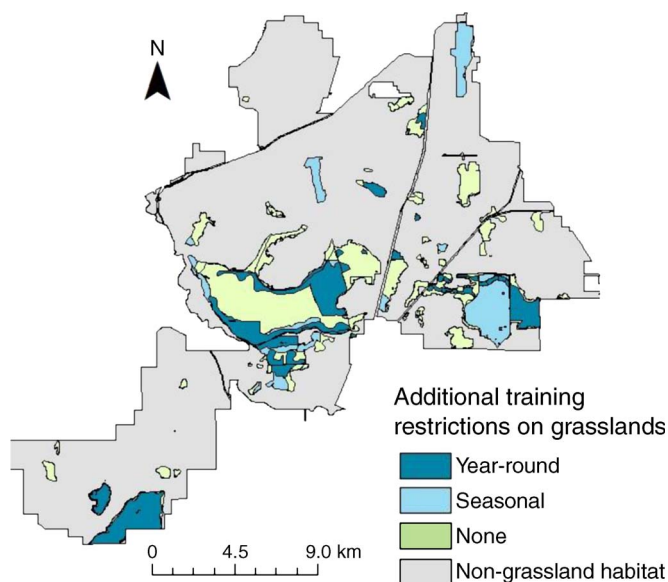 N
Additional training
restrictions on grasslands
Year-round
Seasonal
None
Non-grassland habitat
0 4.5 9.0 km